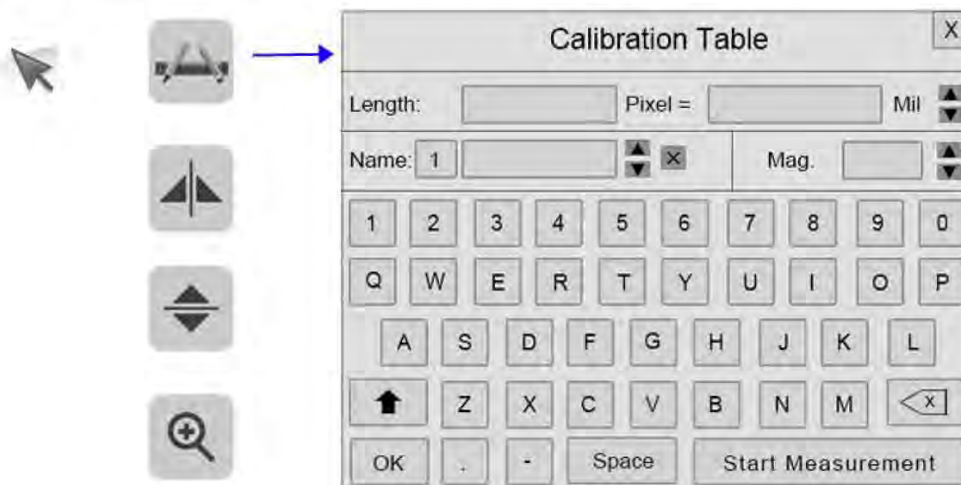 Calibration Table X
Length: Pixel = Mil
Name: 1 X Mag.
1 2 3 4 5 6 7 8 9 0
Q W E R T Y U I O P
A S D F G H J K L
Z X C V B N M X
OK . - Space Start Measurement